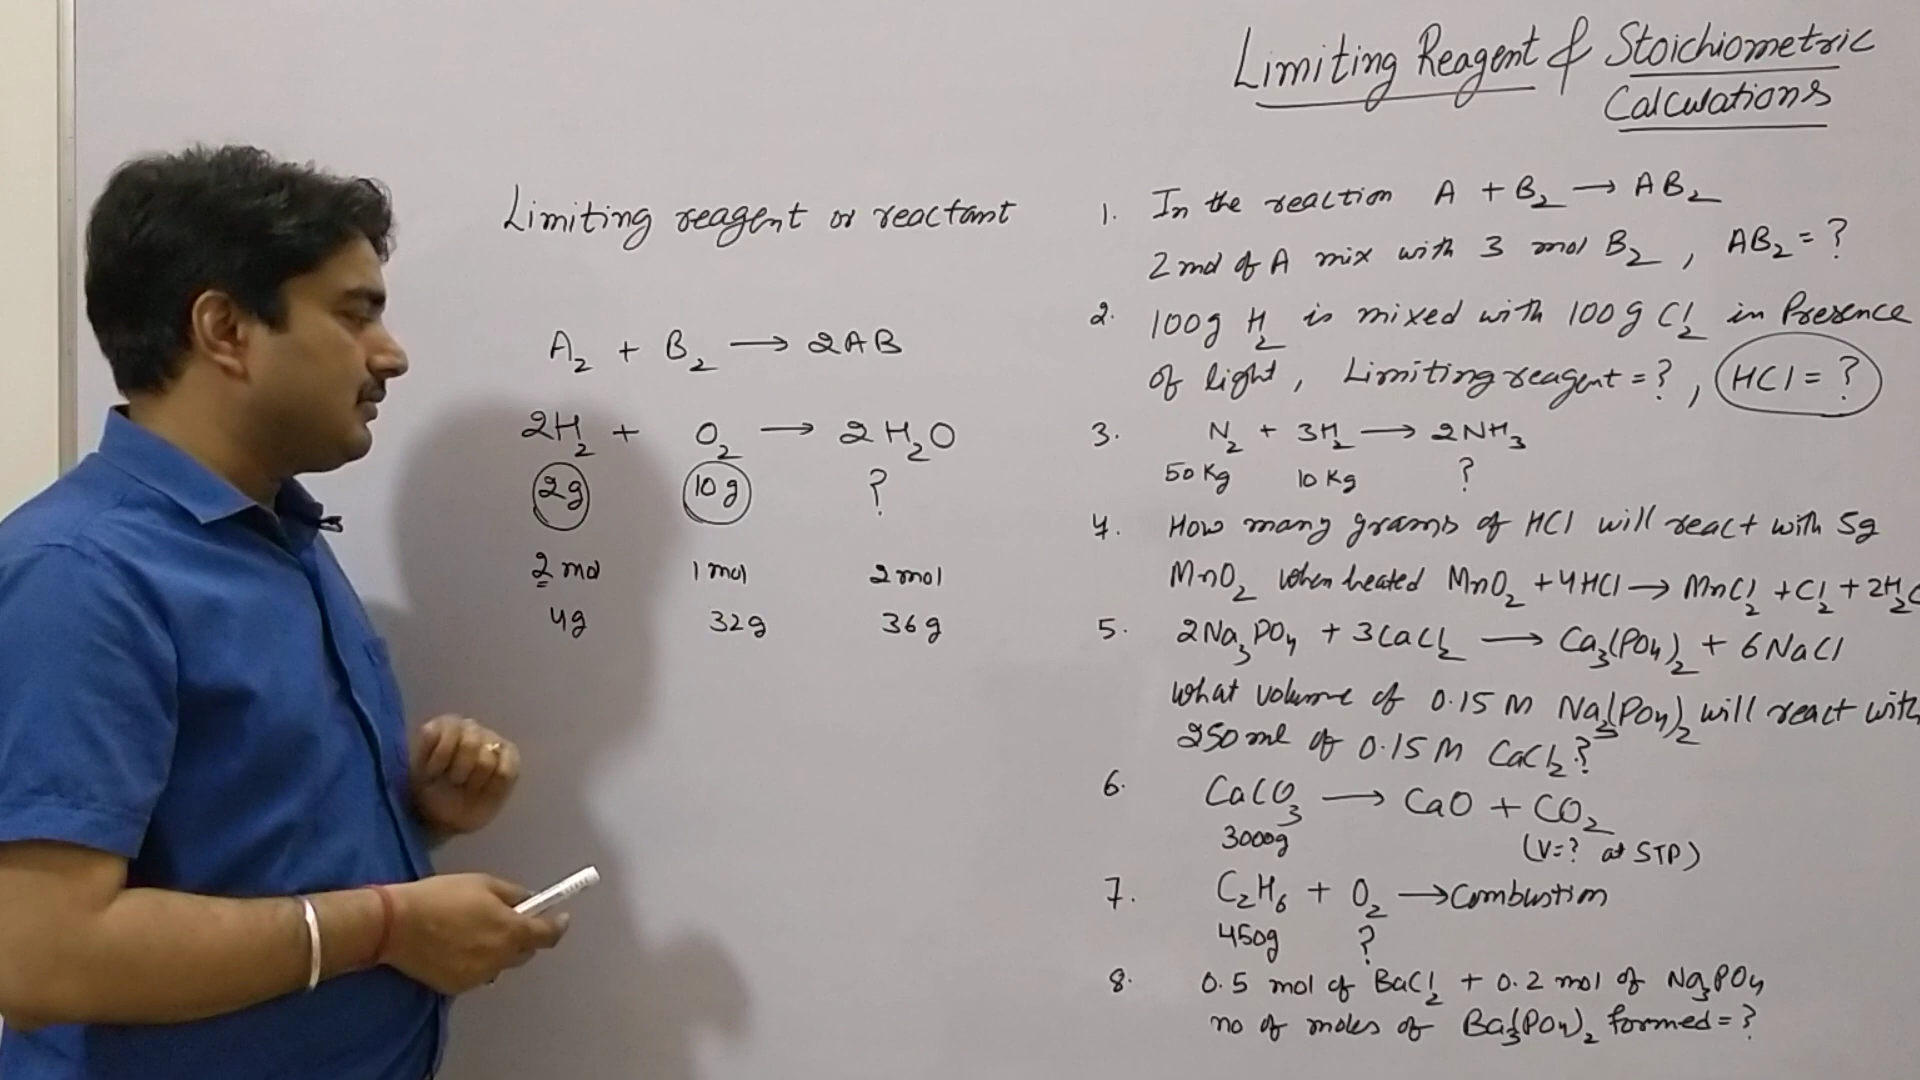 Limiting Reagent & Stoichiometric
Calculations
Limiting reagent or reactant
A₂ + B₂ → 2AB
2H₂ + O₂ → 2H₂O
2g 10g ?
2 mol 1 mol 2 mol
4g 32g 36g
1. In the reaction A + B₂ → AB₂
2 mol of A mix with 3 mol B₂, AB₂ = ?
2. 100g H₂ is mixed with 100g Cl₂ in Presence
of light, Limiting reagent = ?, HCl = ?
3. N₂ + 3H₂ → 2NH₃
50 Kg 10 Kg ?
4. How many grams of HCl will react with 5g
MnO₂ when heated MnO₂ + 4HCl → MnCl₂ + Cl₂ + 2H₂O
5. 2Na₃PO₄ + 3CaCl₂ → Ca₃(PO₄)₂ + 6NaCl
what volume of 0.15 M Na₃(PO₄)₂ will react with
250 ml of 0.15 M CaCl₂?
6. CaCO₃ → CaO + CO₂
3000g (V=? at STP)
7. C₂H₆ + O₂ → Combustion
450g ?
8. 0.5 mol of BaCl₂ + 0.2 mol of Na₃PO₄
no of moles of Ba₃(PO₄)₂ formed = ?